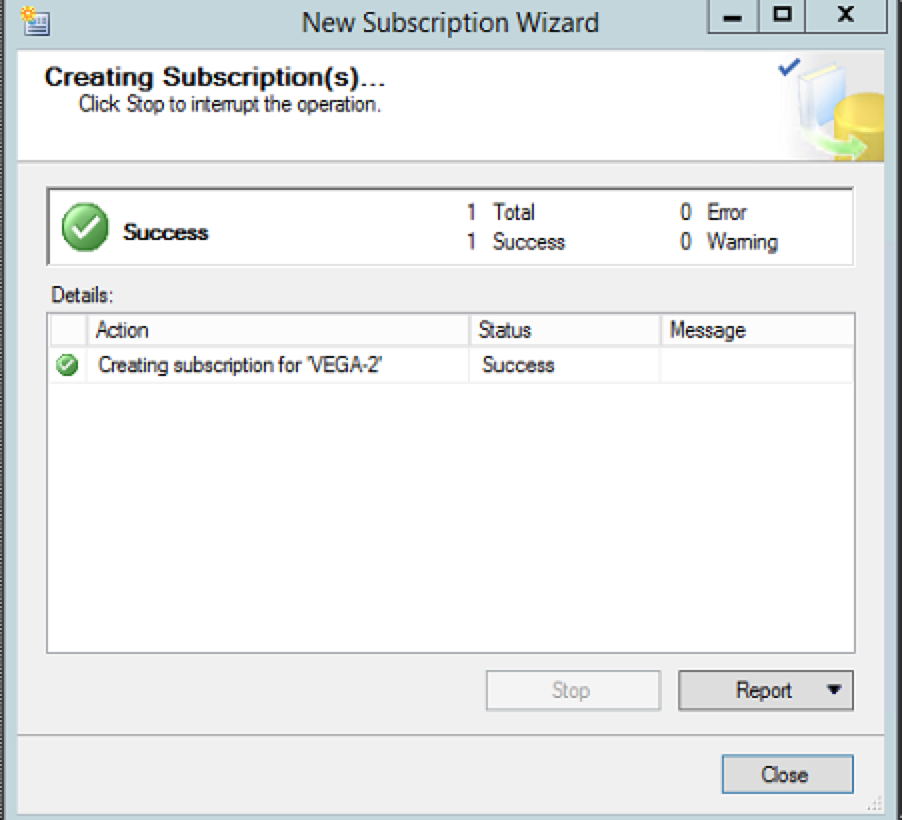 New Subscription Wizard
Creating Subscription(s)...
Click Stop to interrupt the operation.
Success
1 Total
0 Error
1 Success
0 Warning
Details:
Action Status Message
Creating subscription for 'VEGA-2' Success
Stop Report
Close